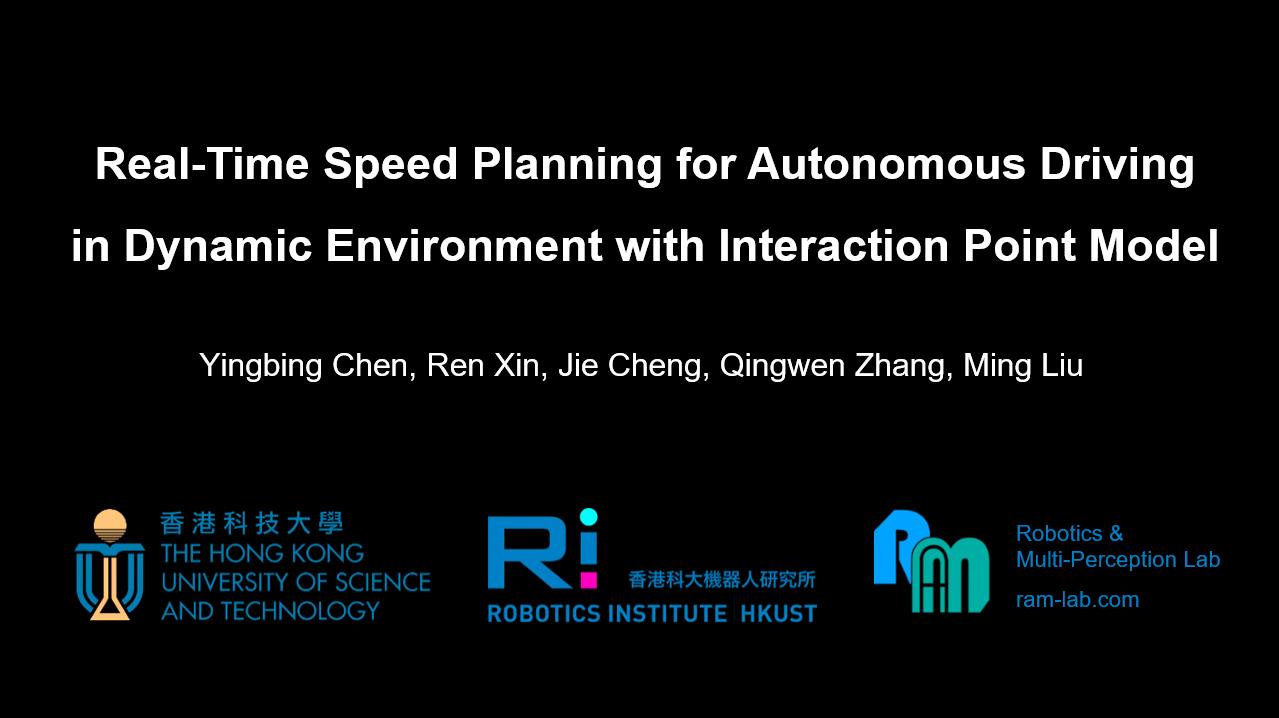 Real-Time Speed Planning for Autonomous Driving
in Dynamic Environment with Interaction Point Model
Yingbing Chen, Ren Xin, Jie Cheng, Qingwen Zhang, Ming Liu
香港科技大學
THE HONG KONG
UNIVERSITY OF SCIENCE
AND TECHNOLOGY
Ri
香港科大機器人研究所
ROBOTICS INSTITUTE HKUST
RAM
Robotics &
Multi-Perception Lab
ram-lab.com